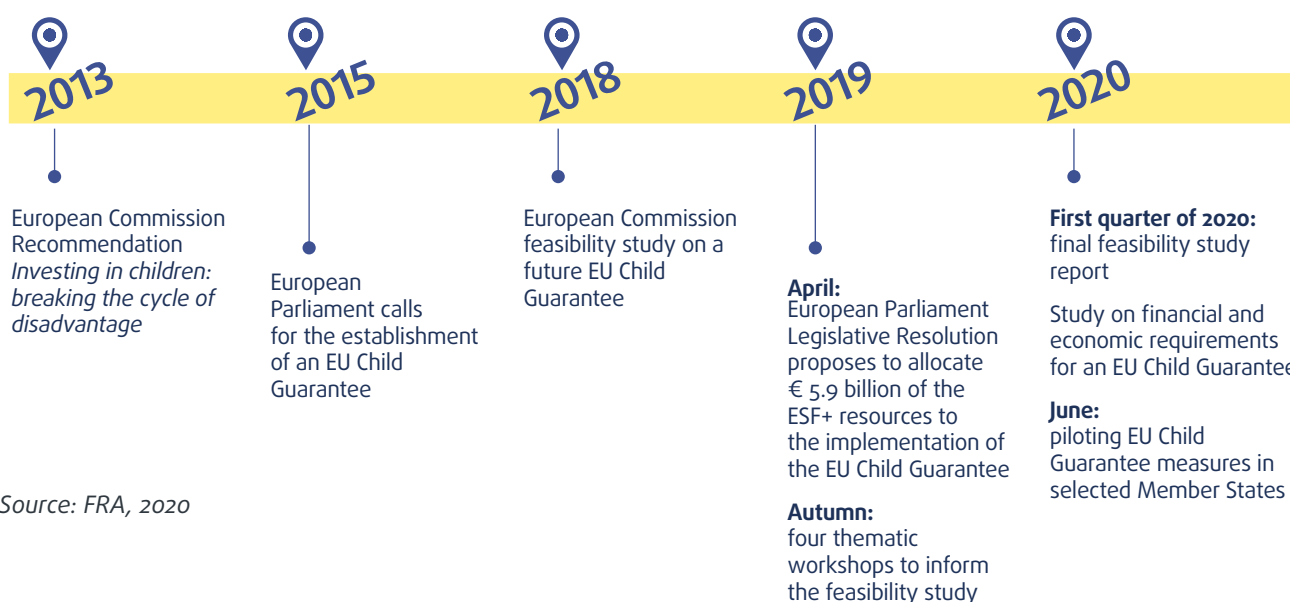 2013
European Commission
Recommendation
Investing in children:
breaking the cycle of
disadvantage
2015
European
Parliament calls
for the establishment
of an EU Child
Guarantee
2018
European Commission
feasibility study on a
future EU Child
Guarantee
2019
April:
European Parliament
Legislative Resolution
proposes to allocate
€ 5.9 billion of the
ESF+ resources to
the implementation of
the EU Child Guarantee
Autumn:
four thematic
workshops to inform
the feasibility study
2020
First quarter of 2020:
final feasibility study
report
Study on financial and
economic requirements
for an EU Child Guarantee
June:
piloting EU Child
Guarantee measures in
selected Member States
Source: FRA, 2020